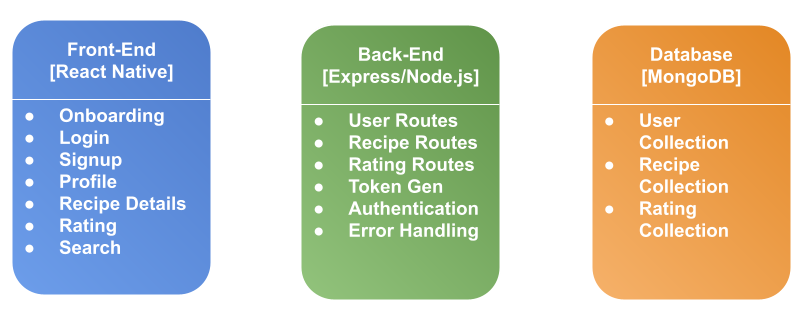 Front-End
[React Native]
● Onboarding
● Login
● Signup
● Profile
● Recipe Details
● Rating
● Search
Back-End
[Express/Node.js]
● User Routes
● Recipe Routes
● Rating Routes
● Token Gen
● Authentication
● Error Handling
Database
[MongoDB]
● User
Collection
● Recipe
Collection
● Rating
Collection